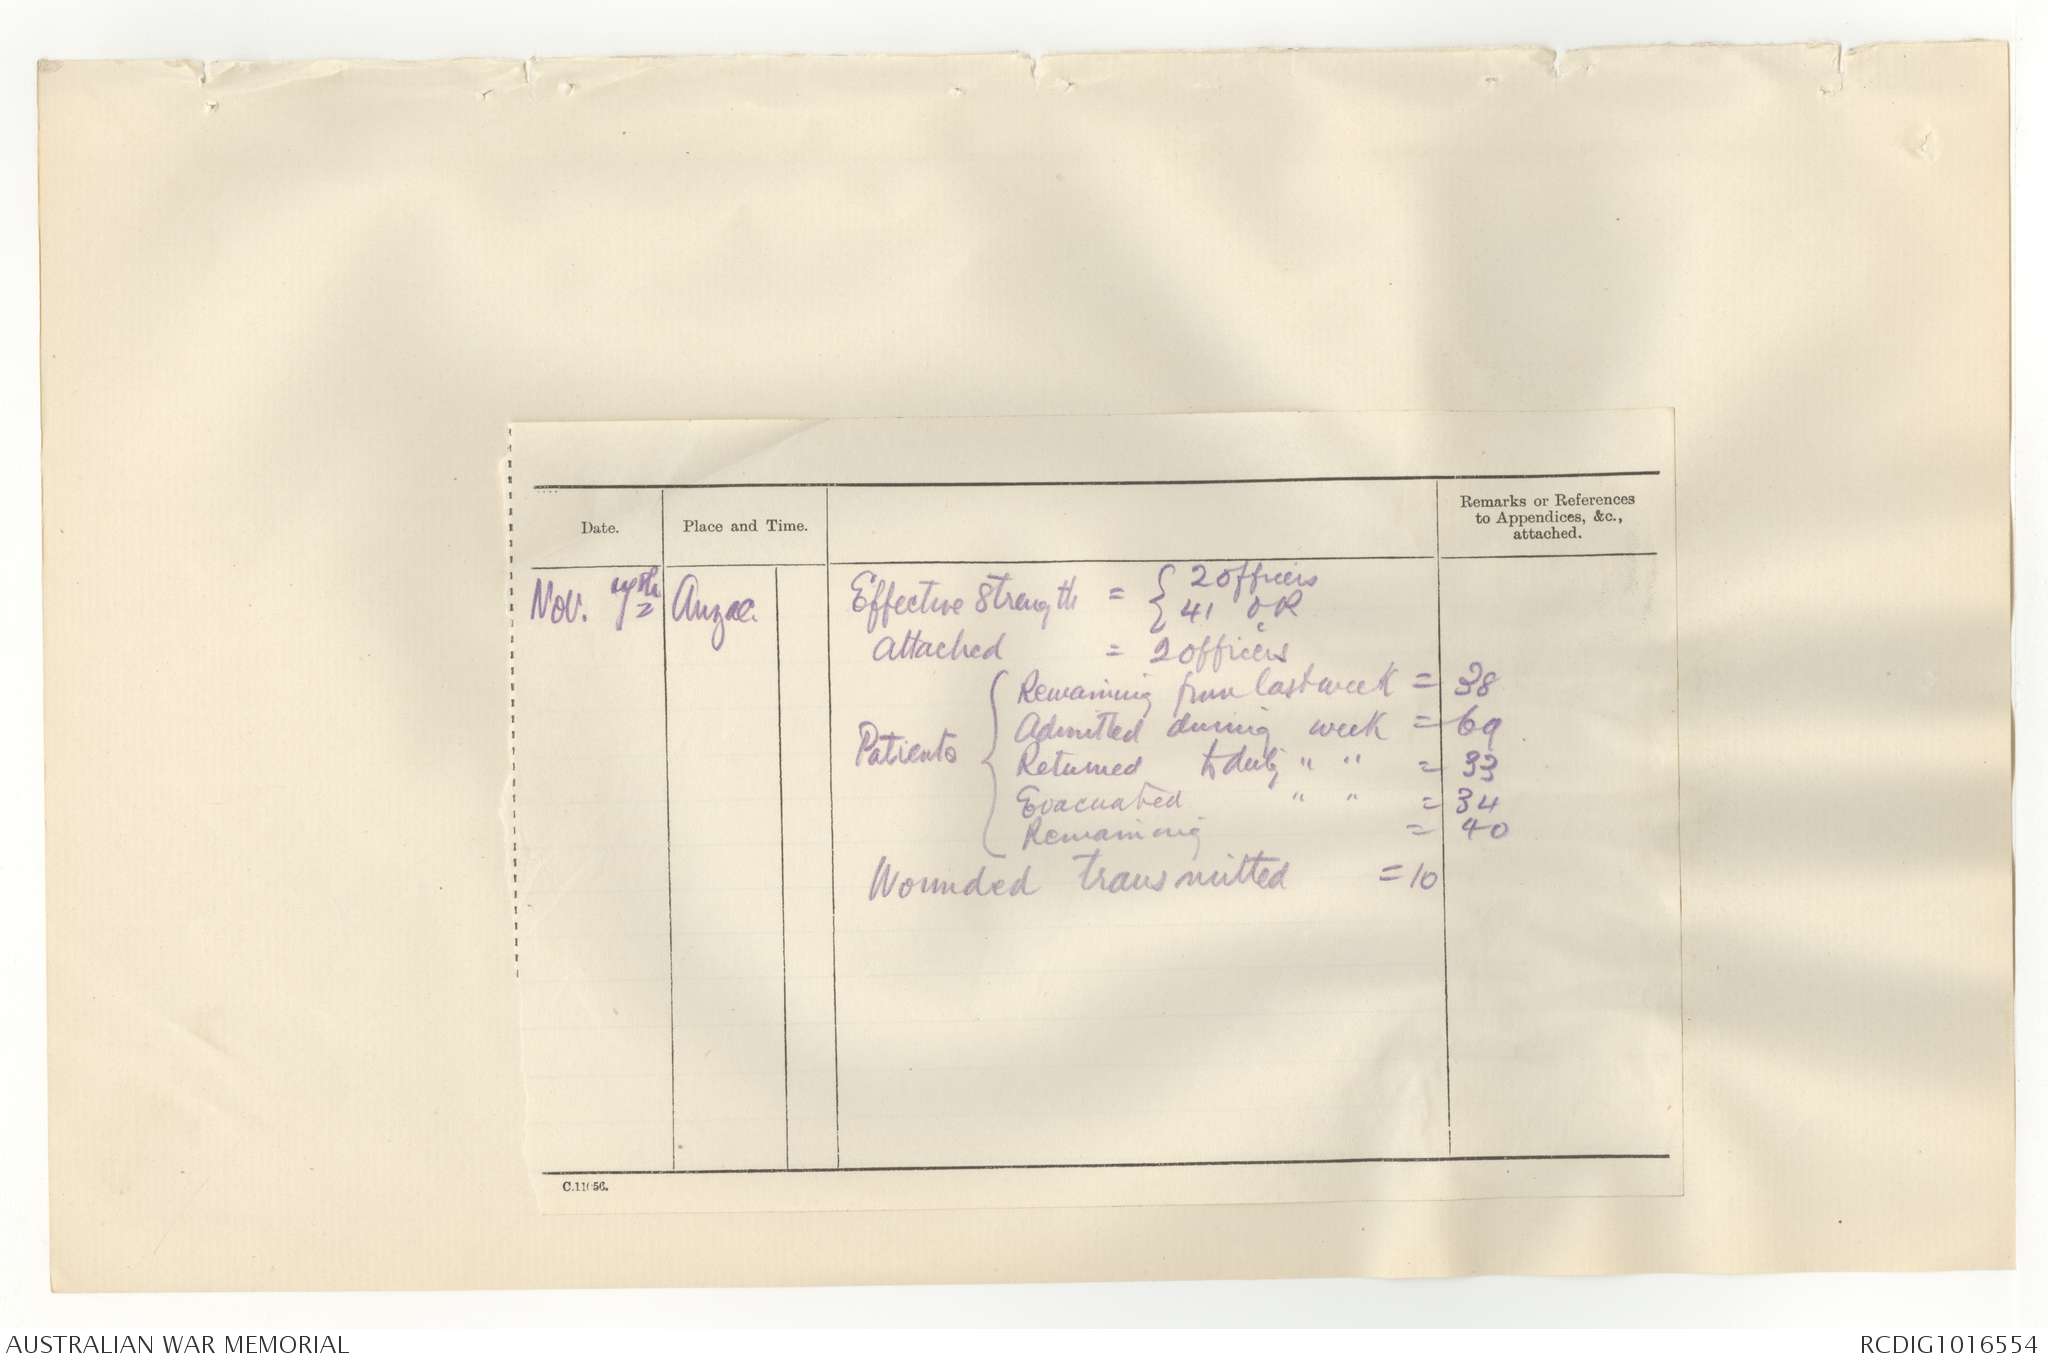 Date.
Place and Time.
Remarks or References
to Appendices, &c.,
attached.
Nov. 7th
Anzac.
Effective Strength = { 2 officers
41 OR
attached = 2 officers
Patients
Remaining from last week = 38
Admitted during week = 69
Returned to duty " " = 33
Evacuated " " = 34
Remaining = 40
Wounded transmitted = 10
AUSTRALIAN WAR MEMORIAL
RCDIG1016554